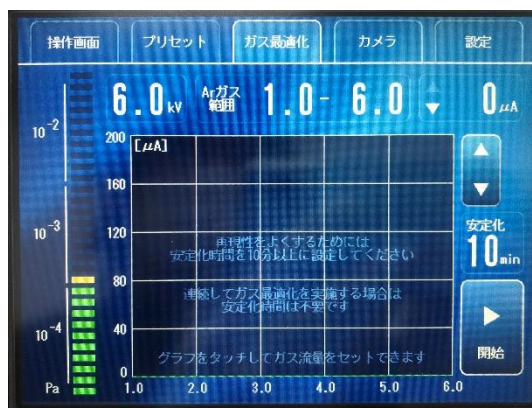 操作画面
プリセット
ガス最適化
カメラ
設定
6.0 kV
Arガス
範囲
1.0 - 6.0
0 μA
10-2
10-3
10-4
Pa
[μA]
200
160
120
80
40
0
1.0 2.0 3.0 4.0 5.0 6.0
再現性をよくするためには
安定化時間を10分以上に設定してください
連続してガス最適化を実施する場合は
安定化時間は不要です
グラフをタッチしてガス流量をセットできます
安定化
10 min
開始